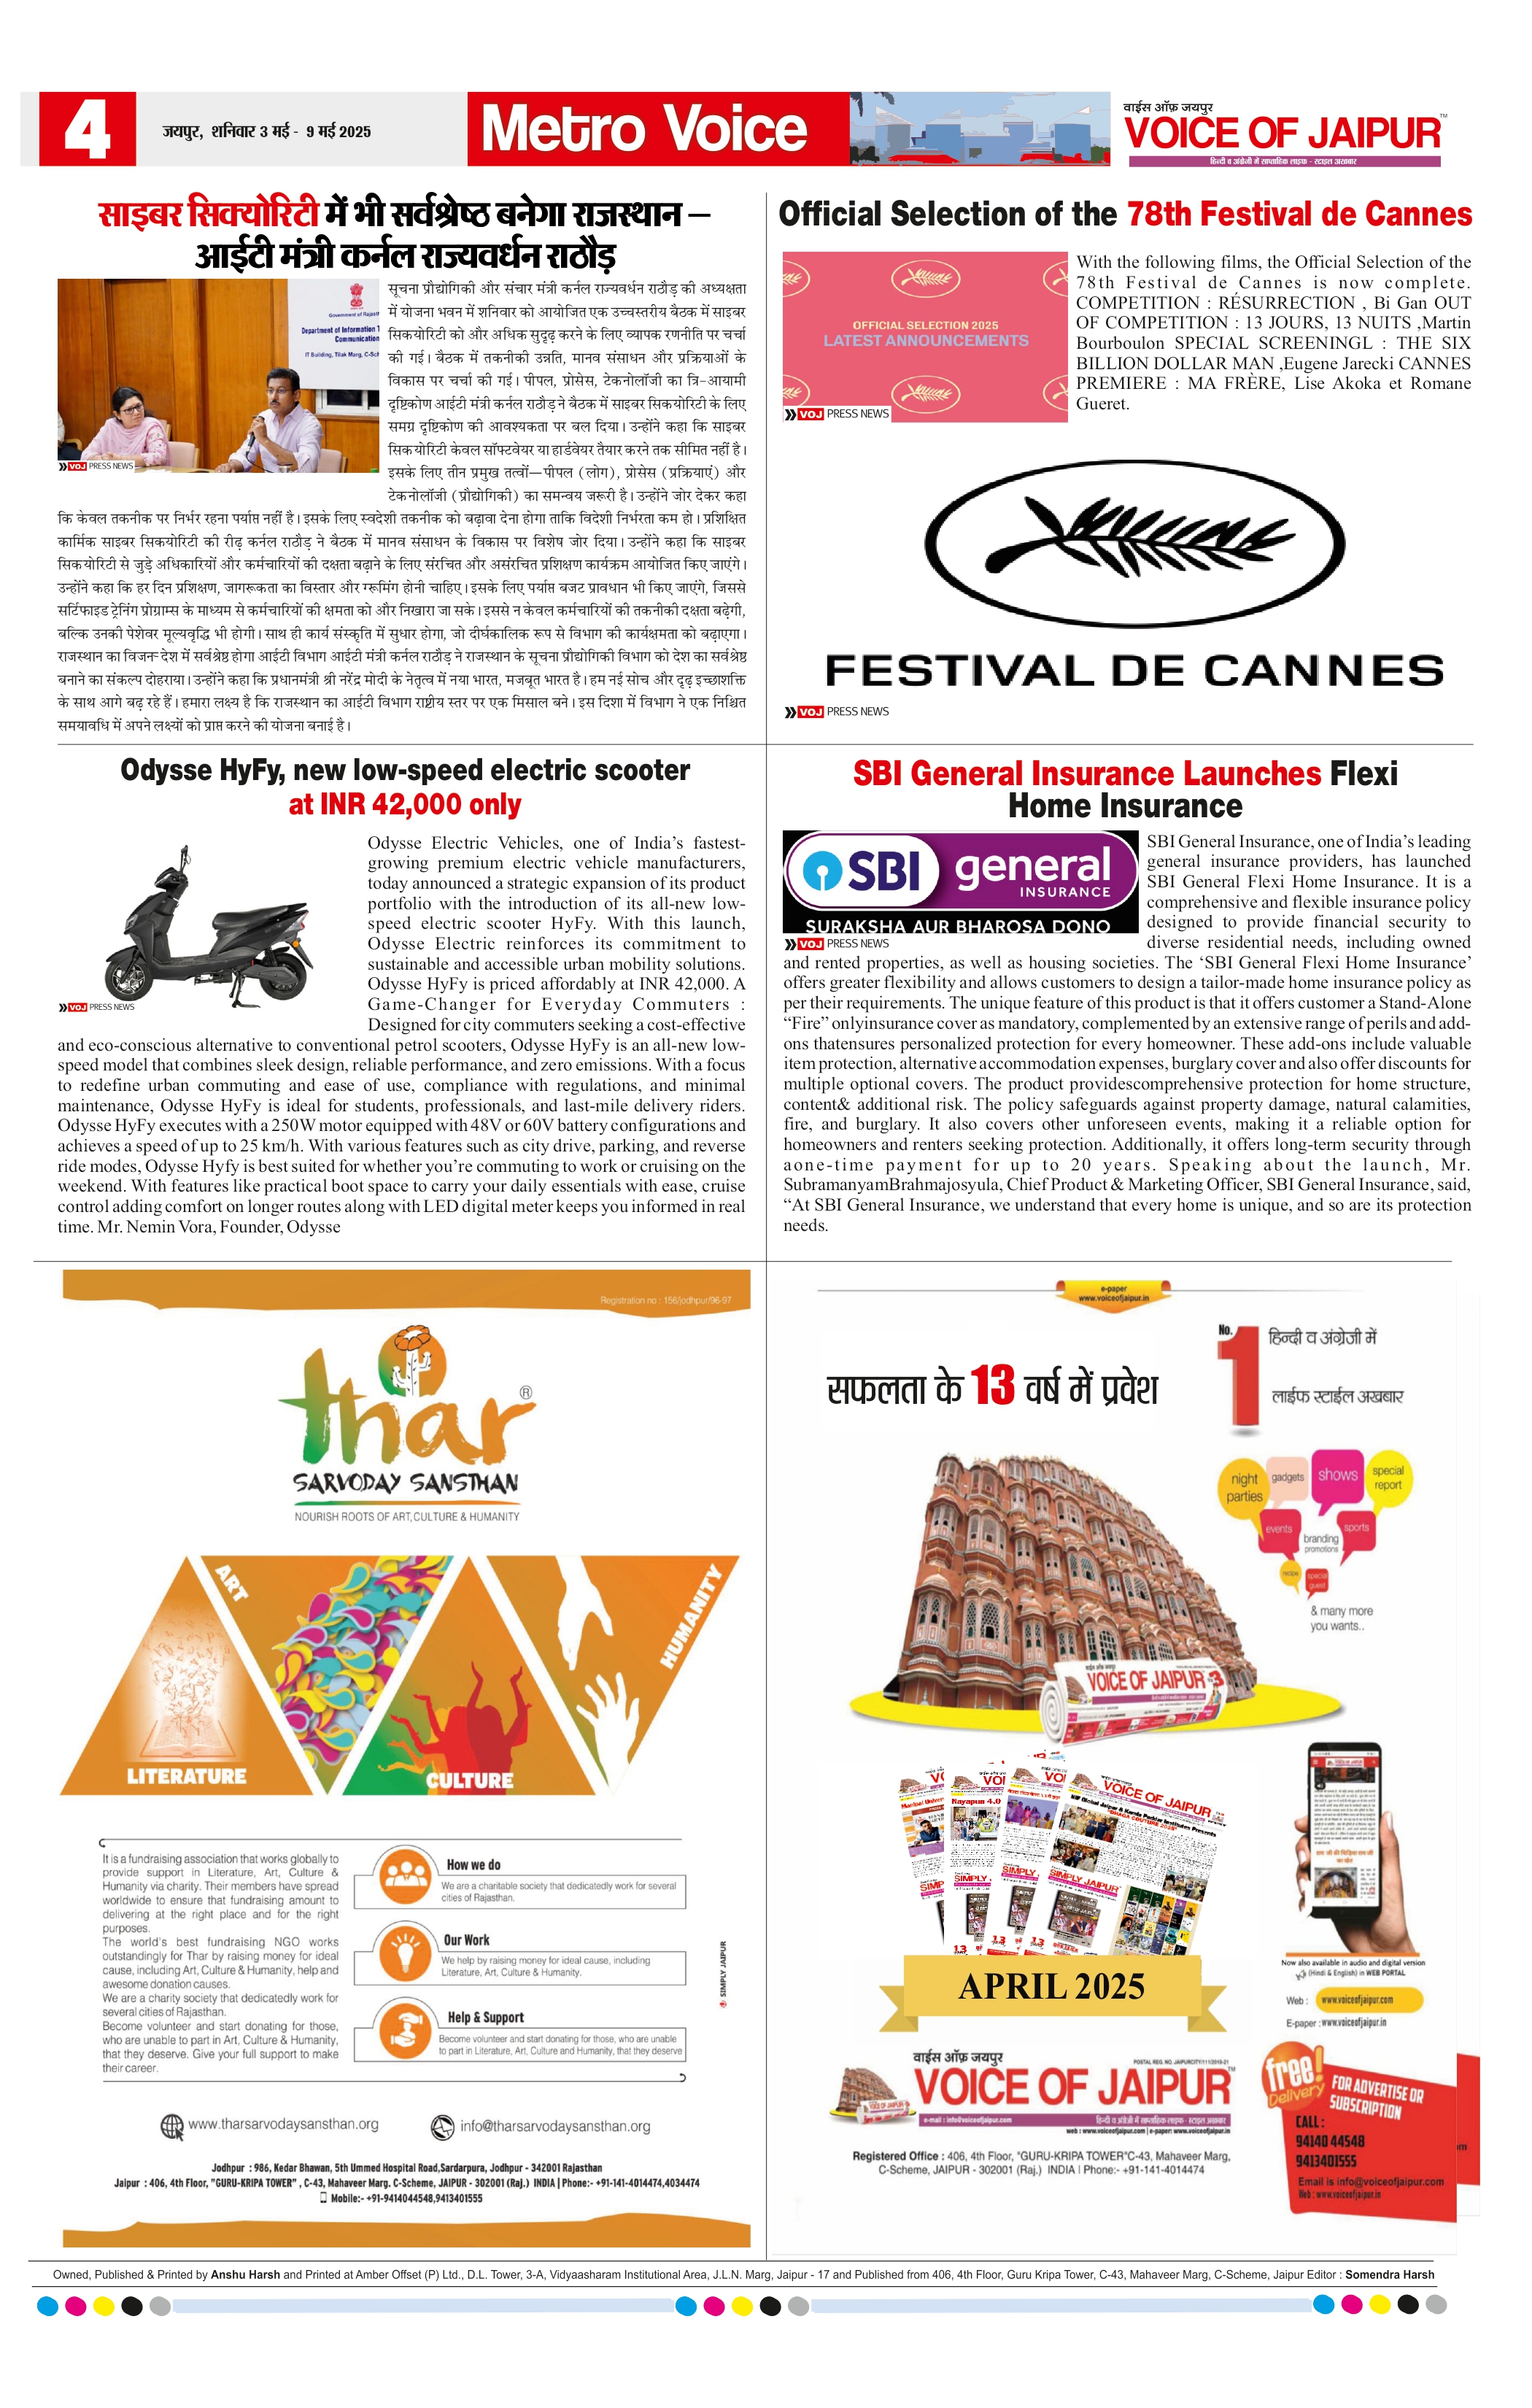 4
जयपुर, शनिवार 3 मई - 9 मई 2025
Metro Voice
वाईस ऑफ़ जयपुर
VOICE OF JAIPUR™
हिन्दी व अंग्रेजी में साप्ताहिक लाइफ - स्टाइल अखबार
साइबर सिक्योरिटी में भी सर्वश्रेष्ठ बनेगा राजस्थान –
आईटी मंत्री कर्नल राज्यवर्धन राठौड़
Government of Rajast
Department of Information T
Communication
IT Building, Tilak Marg, C-Sch
VOJ PRESS NEWS
सूचना प्रौद्योगिकी और संचार मंत्री कर्नल राज्यवर्धन राठौड़ की अध्यक्षता
में योजना भवन में शनिवार को आयोजित एक उच्चस्तरीय बैठक में साइबर
सिकयोरिटी को और अधिक सुदृढ़ करने के लिए व्यापक रणनीति पर चर्चा
की गई। बैठक में तकनीकी उन्नति, मानव संसाधन और प्रक्रियाओं के
विकास पर चर्चा की गई। पीपल, प्रोसेस, टेकनोलॉजी का त्रि-आयामी
दृष्टिकोण आईटी मंत्री कर्नल राठौड़ ने बैठक में साइबर सिकयोरिटी के लिए
समग्र दृष्टिकोण की आवश्यकता पर बल दिया। उन्होंने कहा कि साइबर
सिकयोरिटी केवल सॉफ्टवेयर या हार्डवेयर तैयार करने तक सीमित नहीं है।
इसके लिए तीन प्रमुख तत्वों—पीपल (लोग), प्रोसेस (प्रक्रियाएं) और
टेकनोलॉजी (प्रौद्योगिकी) का समन्वय जरूरी है। उन्होंने जोर देकर कहा
कि केवल तकनीक पर निर्भर रहना पर्याप्त नहीं है। इसके लिए स्वदेशी तकनीक को बढ़ावा देना होगा ताकि विदेशी निर्भरता कम हो। प्रशिक्षित
कार्मिक साइबर सिकयोरिटी की रीढ़ कर्नल राठौड़ ने बैठक में मानव संसाधन के विकास पर विशेष जोर दिया। उन्होंने कहा कि साइबर
सिकयोरिटी से जुड़े अधिकारियों और कर्मचारियों की दक्षता बढ़ाने के लिए संरचित और असंरचित प्रशिक्षण कार्यक्रम आयोजित किए जाएंगे।
उन्होंने कहा कि हर दिन प्रशिक्षण, जागरूकता का विस्तार और ग्रूमिंग होनी चाहिए। इसके लिए पर्याप्त बजट प्रावधान भी किए जाएंगे, जिससे
सर्टिफाइड ट्रेनिंग प्रोग्राम्स के माध्यम से कर्मचारियों की क्षमता को और निखारा जा सके। इससे न केवल कर्मचारियों की तकनीकी दक्षता बढ़ेगी,
बल्कि उनकी पेशेवर मूल्यवृद्धि भी होगी। साथ ही कार्य संस्कृति में सुधार होगा, जो दीर्घकालिक रूप से विभाग की कार्यक्षमता को बढ़ाएगा।
राजस्थान का विजन-देश में सर्वश्रेष्ठ होगा आईटी विभाग आईटी मंत्री कर्नल राठौड़ ने राजस्थान के सूचना प्रौद्योगिकी विभाग को देश का सर्वश्रेष्ठ
बनाने का संकल्प दोहराया। उन्होंने कहा कि प्रधानमंत्री श्री नरेंद्र मोदी के नेतृत्व में नया भारत, मजबूत भारत है। हम नई सोच और दृढ़ इच्छाशक्ति
के साथ आगे बढ़ रहे हैं। हमारा लक्ष्य है कि राजस्थान का आईटी विभाग राष्ट्रीय स्तर पर एक मिसाल बने। इस दिशा में विभाग ने एक निश्चित
समयावधि में अपने लक्ष्यों को प्राप्त करने की योजना बनाई है।
Official Selection of the 78th Festival de Cannes
OFFICIAL SELECTION 2025
LATEST ANNOUNCEMENTS
VOJ PRESS NEWS
With the following films, the Official Selection of the
78th Festival de Cannes is now complete.
COMPETITION : RÉSURRECTION , Bi Gan OUT
OF COMPETITION : 13 JOURS, 13 NUITS ,Martin
Bourboulon SPECIAL SCREENINGL : THE SIX
BILLION DOLLAR MAN ,Eugene Jarecki CANNES
PREMIERE : MA FRÈRE, Lise Akoka et Romane
Gueret.
FESTIVAL DE CANNES
VOJ PRESS NEWS
Odysse HyFy, new low-speed electric scooter
at INR 42,000 only
VOJ PRESS NEWS
Odysse Electric Vehicles, one of India’s fastest-
growing premium electric vehicle manufacturers,
today announced a strategic expansion of its product
portfolio with the introduction of its all-new low-
speed electric scooter HyFy. With this launch,
Odysse Electric reinforces its commitment to
sustainable and accessible urban mobility solutions.
Odysse HyFy is priced affordably at INR 42,000. A
Game-Changer for Everyday Commuters :
Designed for city commuters seeking a cost-effective
and eco-conscious alternative to conventional petrol scooters, Odysse HyFy is an all-new low-
speed model that combines sleek design, reliable performance, and zero emissions. With a focus
to redefine urban commuting and ease of use, compliance with regulations, and minimal
maintenance, Odysse HyFy is ideal for students, professionals, and last-mile delivery riders.
Odysse HyFy executes with a 250W motor equipped with 48V or 60V battery configurations and
achieves a speed of up to 25 km/h. With various features such as city drive, parking, and reverse
ride modes, Odysse Hyfy is best suited for whether you’re commuting to work or cruising on the
weekend. With features like practical boot space to carry your daily essentials with ease, cruise
control adding comfort on longer routes along with LED digital meter keeps you informed in real
time. Mr. Nemin Vora, Founder, Odysse
SBI General Insurance Launches Flexi
Home Insurance
SBI general
INSURANCE
SURAKSHA AUR BHAROSA DONO
VOJ PRESS NEWS
SBI General Insurance, one of India’s leading
general insurance providers, has launched
SBI General Flexi Home Insurance. It is a
comprehensive and flexible insurance policy
designed to provide financial security to
diverse residential needs, including owned
and rented properties, as well as housing societies. The ‘SBI General Flexi Home Insurance’
offers greater flexibility and allows customers to design a tailor-made home insurance policy as
per their requirements. The unique feature of this product is that it offers customer a Stand-Alone
“Fire” onlyinsurance cover as mandatory, complemented by an extensive range of perils and add-
ons thatensures personalized protection for every homeowner. These add-ons include valuable
item protection, alternative accommodation expenses, burglary cover and also offer discounts for
multiple optional covers. The product providescomprehensive protection for home structure,
content& additional risk. The policy safeguards against property damage, natural calamities,
fire, and burglary. It also covers other unforeseen events, making it a reliable option for
homeowners and renters seeking protection. Additionally, it offers long-term security through
aone-time payment for up to 20 years. Speaking about the launch, Mr.
SubramanyamBrahmajosyula, Chief Product & Marketing Officer, SBI General Insurance, said,
“At SBI General Insurance, we understand that every home is unique, and so are its protection
needs.
Registration no : 156/jodhpur/96-97
thar®
SARVODAY SANSTHAN
NOURISH ROOTS OF ART,CULTURE & HUMANITY
ART
HUMANITY
LITERATURE
CULTURE
It is a fundraising association that works globally to
provide support in Literature, Art, Culture &
Humanity via charity. Their members have spread
worldwide to ensure that fundraising amount to
delivering at the right place and for the right
purposes.
The world's best fundraising NGO works
outstandingly for Thar by raising money for ideal
cause, including Art, Culture & Humanity, help and
awesome donation causes.
We are a charity society that dedicatedly work for
several cities of Rajasthan.
Become volunteer and start donating for those,
who are unable to part in Art, Culture & Humanity,
that they deserve. Give your full support to make
their career.
How we do
We are a charitable society that dedicatedly work for several
cities of Rajasthan.
Our Work
We help by raising money for ideal cause, including
Literature, Art, Culture & Humanity.
Help & Support
Become volunteer and start donating for those, who are unable
to part in Literature, Art, Culture and Humanity, that they deserve
SIMPLY JAIPUR
www.tharsarvodaysansthan.org
info@tharsarvodaysansthan.org
Jodhpur : 986, Kedar Bhawan, 5th Ummed Hospital Road,Sardarpura, Jodhpur - 342001 Rajasthan
Jaipur : 406, 4th Floor, "GURU-KRIPA TOWER" , C-43, Mahaveer Marg. C-Scheme, JAIPUR - 302001 (Raj.) INDIA | Phone:- +91-141-4014474,4034474
Mobile:- +91-9414044548,9413401555
e-paper
www.voiceofjaipur.in
सफलता के 13 वर्ष में प्रवेश
No. 1
हिन्दी व अंग्रेजी में
लाईफ स्टाईल अखबार
night parties
gadgets
shows
special report
events
branding promotions
sports
recipe
special guest
& many more
you wants..
VOICE OF JAIPUR
Nayapun 4.0
VOICE OF JAIPUR
SIMPLY JAIPUR
APRIL 2025
Now also available in audio and digital version
(Hindi & English) in WEB PORTAL
Web : www.voiceofjaipur.com
E-paper : www.voiceofjaipur.in
वाईस ऑफ़ जयपुर
POSTAL REG. NO. JAIPURCITY/111/2019-21
VOICE OF JAIPUR™
e-mail : info@voiceofjaipur.com
हिन्दी व अंग्रेजी में साप्ताहिक लाइफ - स्टाइल अखबार
web : www.voiceofjaipur.com | e-paper: www.voiceofjaipur.in
Registered Office : 406, 4th Floor, "GURU-KRIPA TOWER"C-43, Mahaveer Marg,
C-Scheme, JAIPUR - 302001 (Raj.) INDIA | Phone:- +91-141-4014474
free!
Delivery
FOR ADVERTISE OR
SUBSCRIPTION
CALL :
94140 44548
9413401555
Email is info@voiceofjaipur.com
Web : www.voiceofjaipur.in
Owned, Published & Printed by Anshu Harsh and Printed at Amber Offset (P) Ltd., D.L. Tower, 3-A, Vidyaasharam Institutional Area, J.L.N. Marg, Jaipur - 17 and Published from 406, 4th Floor, Guru Kripa Tower, C-43, Mahaveer Marg, C-Scheme, Jaipur Editor : Somendra Harsh